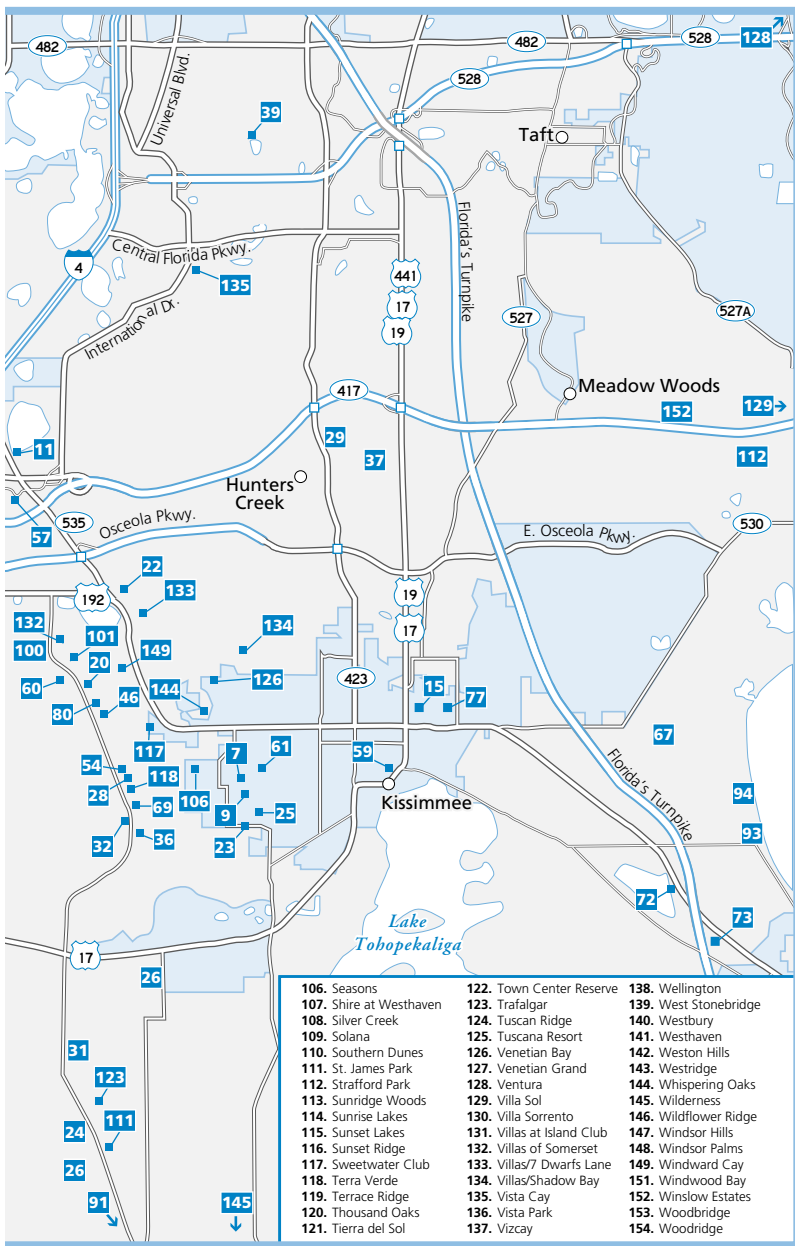 482
482
528
128
528
Universal Blvd.
39
Taft
Florida's Turnpike
Central Florida Pkwy.
4
135
441
17
19
International Dr.
527
527A
417
Meadow Woods
152
129
11
29
37
112
Hunters
Creek
57
535
Osceola Pkwy.
E. Osceola Pkwy.
530
22
192
133
19
17
132
101
134
100
20
149
60
144
126
423
15
77
80
46
117
7
61
59
67
54
118
28
106
Florida's Turnpike
69
9
25
Kissimmee
94
32
36
23
93
72
73
Lake
Tohopekaliga
17
26
31
123
111
24
26
91
145
106. Seasons
107. Shire at Westhaven
108. Silver Creek
109. Solana
110. Southern Dunes
111. St. James Park
112. Strafford Park
113. Sunridge Woods
114. Sunrise Lakes
115. Sunset Lakes
116. Sunset Ridge
117. Sweetwater Club
118. Terra Verde
119. Terrace Ridge
120. Thousand Oaks
121. Tierra del Sol
122. Town Center Reserve
123. Trafalgar
124. Tuscan Ridge
125. Tuscana Resort
126. Venetian Bay
127. Venetian Grand
128. Ventura
129. Villa Sol
130. Villa Sorrento
131. Villas at Island Club
132. Villas of Somerset
133. Villas/7 Dwarfs Lane
134. Villas/Shadow Bay
135. Vista Cay
136. Vista Park
137. Vizcay
138. Wellington
139. West Stonebridge
140. Westbury
141. Westhaven
142. Weston Hills
143. Westridge
144. Whispering Oaks
145. Wilderness
146. Wildflower Ridge
147. Windsor Hills
148. Windsor Palms
149. Windward Cay
151. Windwood Bay
152. Winslow Estates
153. Woodbridge
154. Woodridge